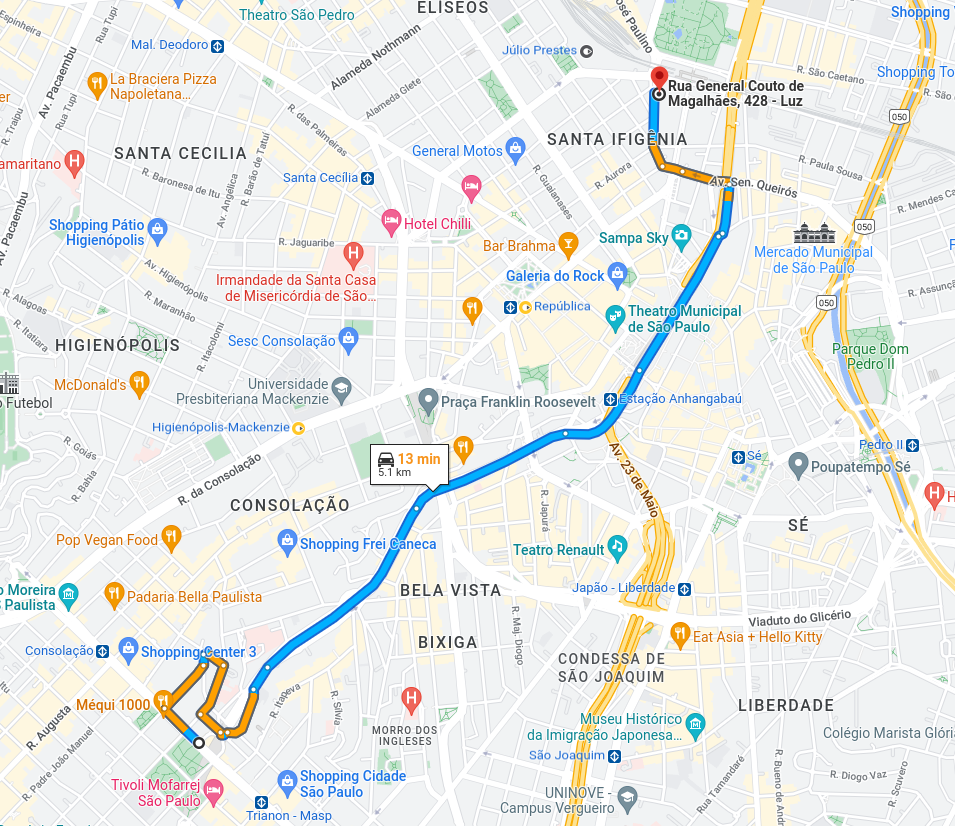 ELÍSEOS
Theatro São Pedro
Shopping
Mal. Deodoro
Júlio Prestes
José Paulino
Espinheira
Rua Tupi
Av. Pacaembu
Alameda Nothmann
Alameda Glete
La Braciera Pizza
Napoletana...
R. São Caetano
Shopping To
050
Rua General Couto de
Magalhães, 428 - Luz
er
R. Traipu
Rua Tupi
R. das Palmeiras
SANTA IFIGÊNIA
SANTA CECILIA
General Motos
amaritano
R. Baronesa de Itu
Av. Angélica
R. Barão de Tatuí
Santa Cecília
R. Aurora
R. Guaianases
Av. Sen. Queirós
R. Paula Sousa
R. Mendes Ca
Av. Pacaembu
Hotel Chilli
Shopping Pátio
Higienópolis
R. Jaguaribe
Bar Brahma
Sampa Sky
050
Mercado Municipal
de São Paulo
Av. Higienópolis
Irmandade da Santa Casa
de Misericórdia de São...
Galeria do Rock
R. Assunçã
R. Alagoas
R. Maranhão
República
050
Theatro Municipal
de São Paulo
R. Itatiara
R. Itacolomi
HIGIENÓPOLIS
Sesc Consolação
Parque Dom
Pedro II
McDonald's
Universidade
Presbiteriana Mackenzie
o Futebol
Praça Franklin Roosevelt
Estação Anhangabaú
Higienópolis-Mackenzie
R. Goiás
R. Bahia
13 min
5.1 km
Pedro II
Sé
Poupatempo Sé
R. da Consolação
Av. 23 de Maio
CONSOLAÇÃO
R. Japurá
SÉ
Pop Vegan Food
Shopping Frei Caneca
Teatro Renault
o Moreira
Paulista
Padaria Bella Paulista
BELA VISTA
Japão - Liberdade
Viaduto do Glicério
R. Maj. Diogo
BIXIGA
Eat Asia + Hello Kitty
Consolação
Shopping Center 3
CONDESSA DE
SÃO JOAQUIM
R. Itapeva
R. Sílvia
Méqui 1000
LIBERDADE
R. Augusta
MORRO DOS
INGLESES
Museu Histórico
da Imigração Japonesa...
Colégio Marista Glóri
R. Padre João Manuel
São Joaquim
Rua Tamandaré
R. Bueno de Andrad
R. Diogo Vaz
R. Scuvero
Tivoli Mofarrej
São Paulo
Shopping Cidade
São Paulo
UNINOVE -
Campus Vergueiro
Trianon - Masp